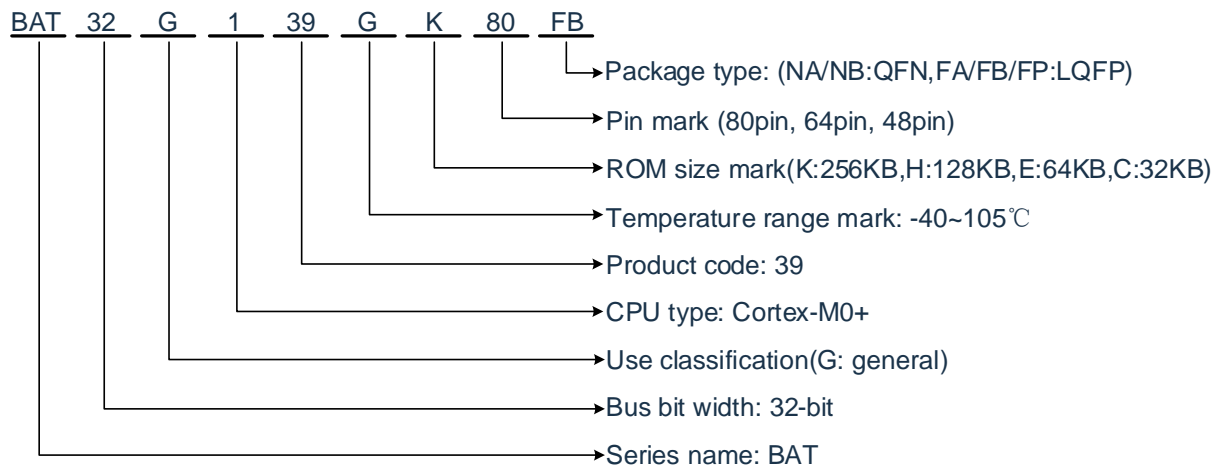 BAT 32 G 1 39 G K 80 FB
Package type: (NA/NB:QFN,FA/FB/FP:LQFP)
Pin mark (80pin, 64pin, 48pin)
ROM size mark(K:256KB,H:128KB,E:64KB,C:32KB)
Temperature range mark: -40~105℃
Product code: 39
CPU type: Cortex-M0+
Use classification(G: general)
Bus bit width: 32-bit
Series name: BAT